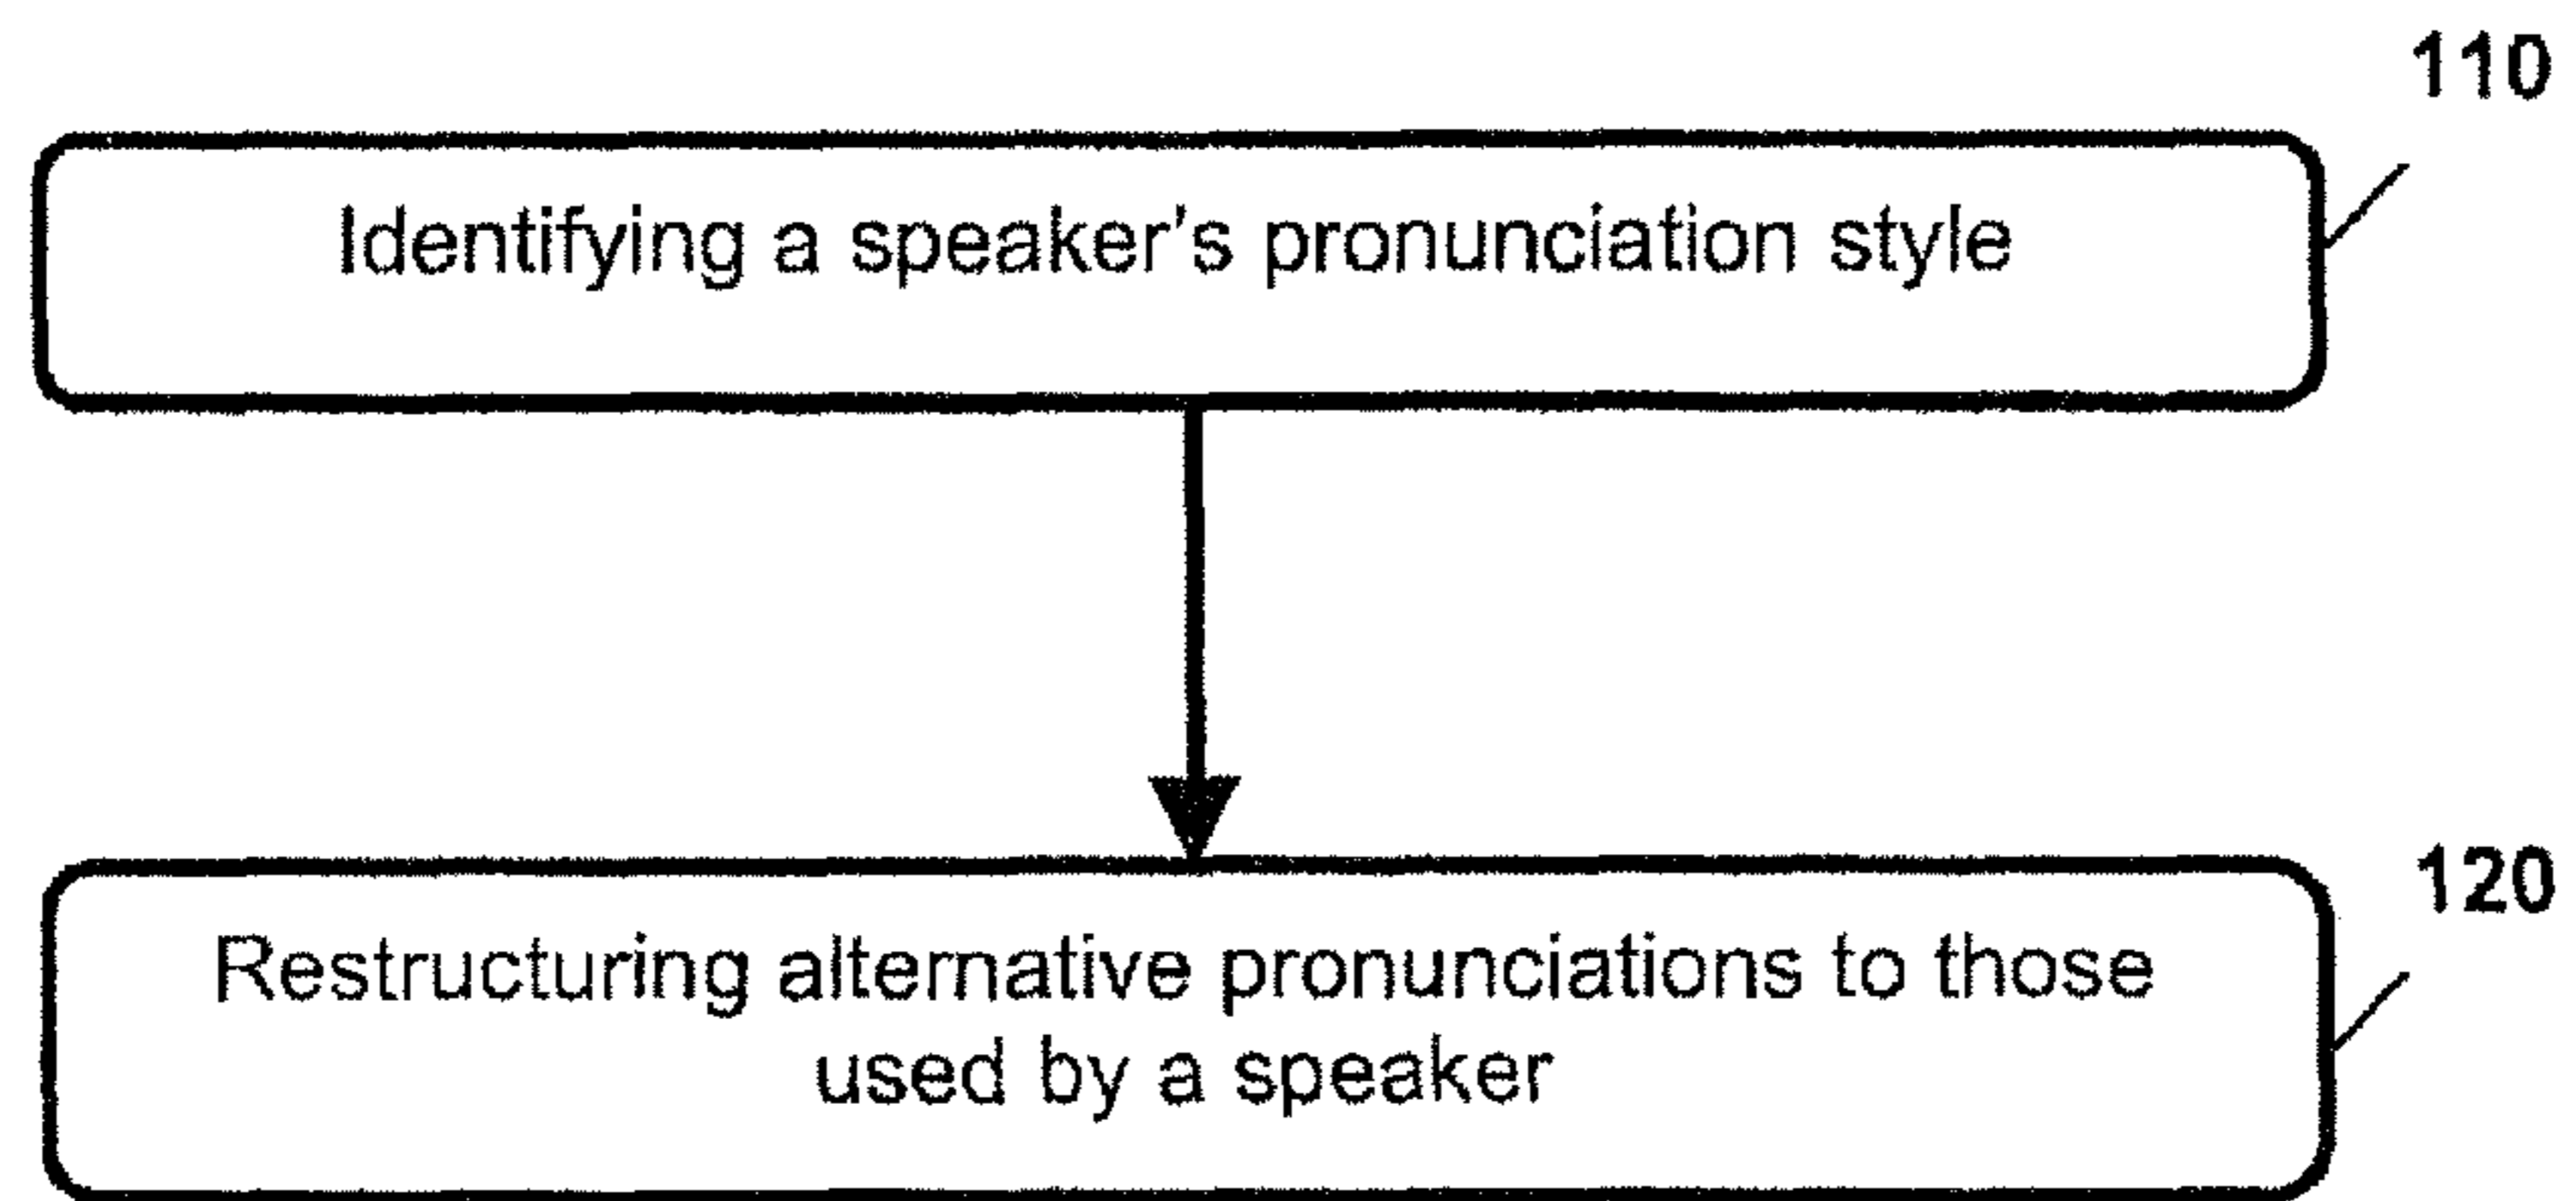 110
Identifying a speaker's pronunciation style
120
Restructuring alternative pronunciations to those
used by a speaker